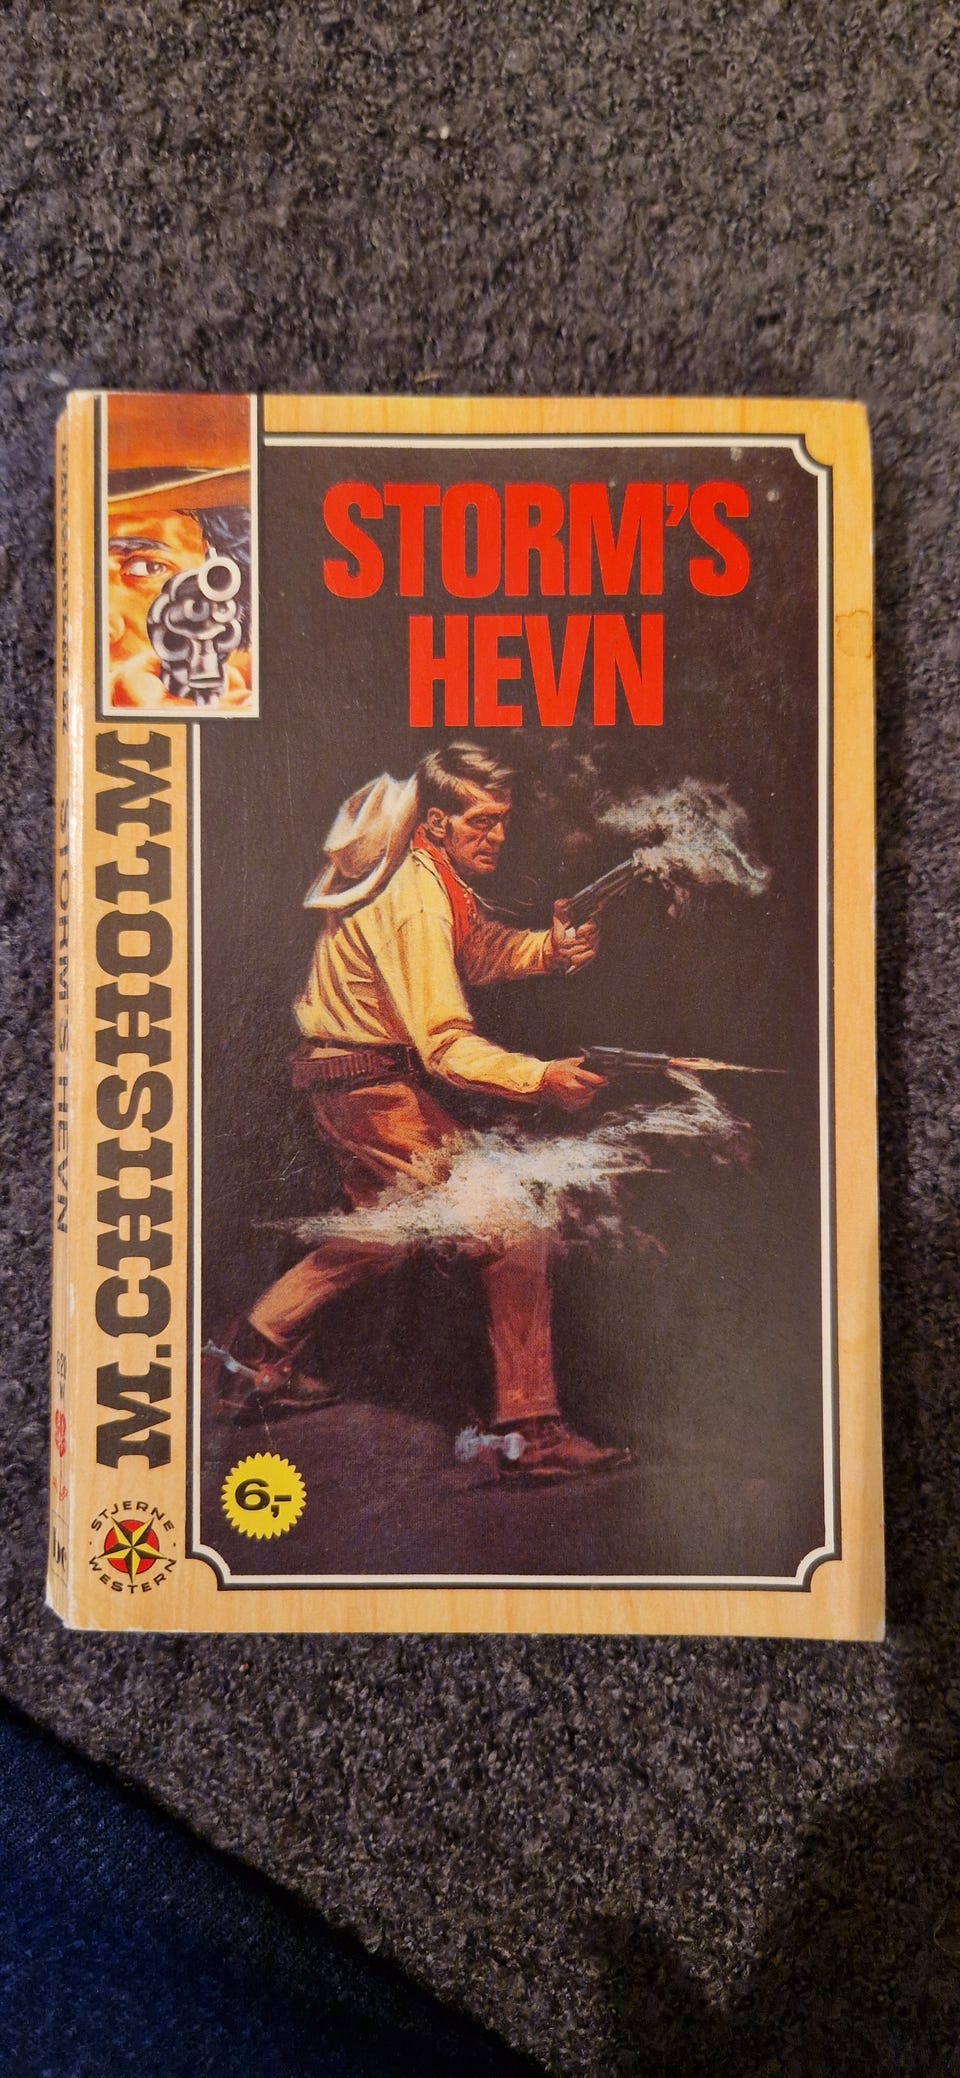 STORM'S
HEVN
M.CHISHOLM
6,-
STJERNE
WESTERN
STORM'S HEVN